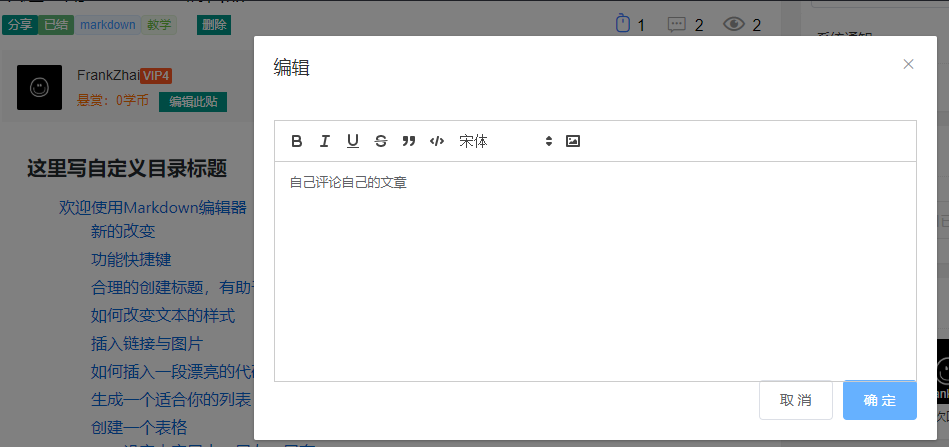 分享 已结 markdown 教学 删除
1 2 2
系统通知
FrankZhai VIP4
悬赏：0学币 编辑此贴
这里写自定义目录标题
欢迎使用Markdown编辑器
新的改变
功能快捷键
合理的创建标题，有助
如何改变文本的样式
插入链接与图片
如何插入一段漂亮的代
生成一个适合你的列表
创建一个表格
编辑
B I U S 宋体
自己评论自己的文章
取消 确定